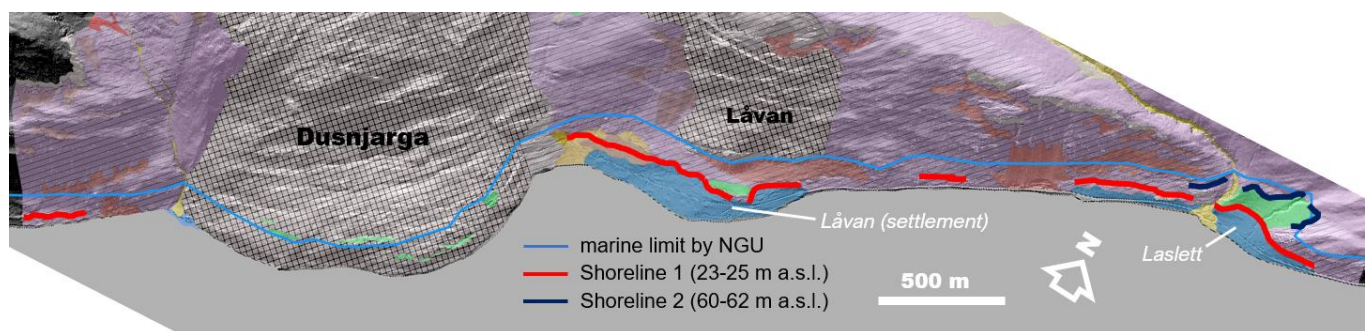 Dusnjarga
Låvan
Låvan (settlement)
Laslett
marine limit by NGU
Shoreline 1 (23-25 m a.s.l.)
Shoreline 2 (60-62 m a.s.l.)
500 m
N